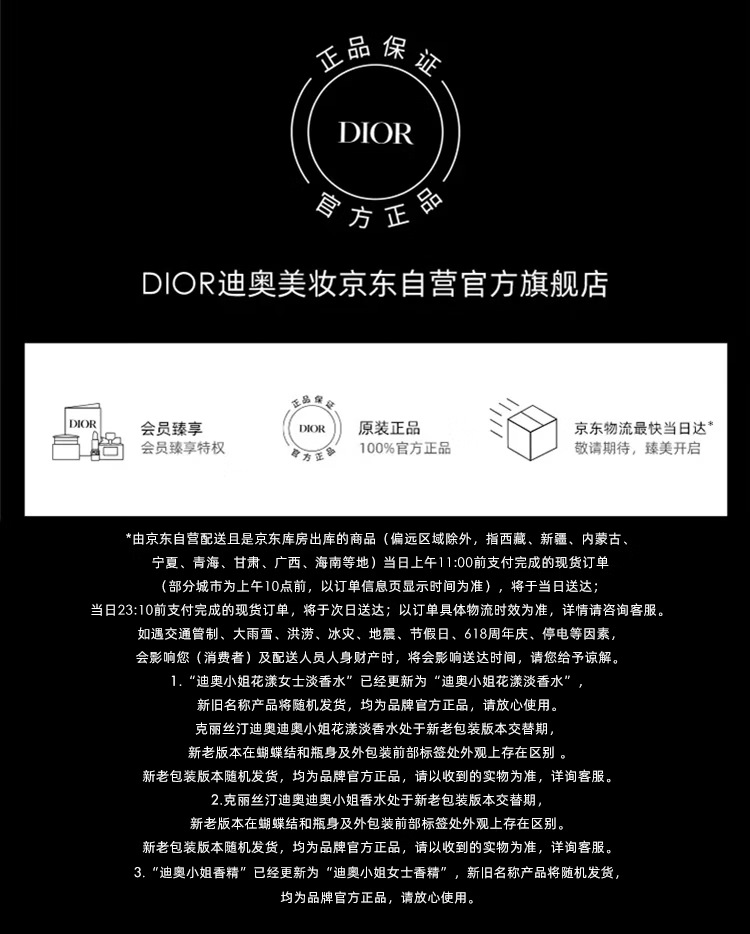 正品保证
DIOR
官方正品
DIOR迪奥美妆京东自营官方旗舰店
DIOR
会员臻享
会员臻享特权
正品保证
DIOR
官方正品
原装正品
100%官方正品
京东物流最快当日达*
敬请期待，臻美开启
*由京东自营配送且是京东库房出库的商品（偏远区域除外，指西藏、新疆、内蒙古、
宁夏、青海、甘肃、广西、海南等地）当日上午11:00前支付完成的现货订单
（部分城市为上午10点前，以订单信息页显示时间为准），将于当日送达；
当日23:10前支付完成的现货订单，将于次日送达；以订单具体物流时效为准，详情请咨询客服。
如遇交通管制、大雨雪、洪涝、冰灾、地震、节假日、618周年庆、停电等因素，
会影响您（消费者）及配送人员人身财产时，将会影响送达时间，请您给予谅解。
1.“迪奥小姐花漾女士淡香水”已经更新为“迪奥小姐花漾淡香水”，
新旧名称产品将随机发货，均为品牌官方正品，请放心使用。
克丽丝汀迪奥迪奥小姐花漾淡香水处于新老包装版本交替期，
新老版本在蝴蝶结和瓶身及外包装前部标签处外观上存在区别 。
新老包装版本随机发货，均为品牌官方正品，请以收到的实物为准，详询客服。
2.克丽丝汀迪奥迪奥小姐香水处于新老包装版本交替期，
新老版本在蝴蝶结和瓶身及外包装前部标签处外观上存在区别。
新老包装版本随机发货，均为品牌官方正品，请以收到的实物为准，详询客服。
3.“迪奥小姐香精”已经更新为“迪奥小姐女士香精”，新旧名称产品将随机发货，
均为品牌官方正品，请放心使用。